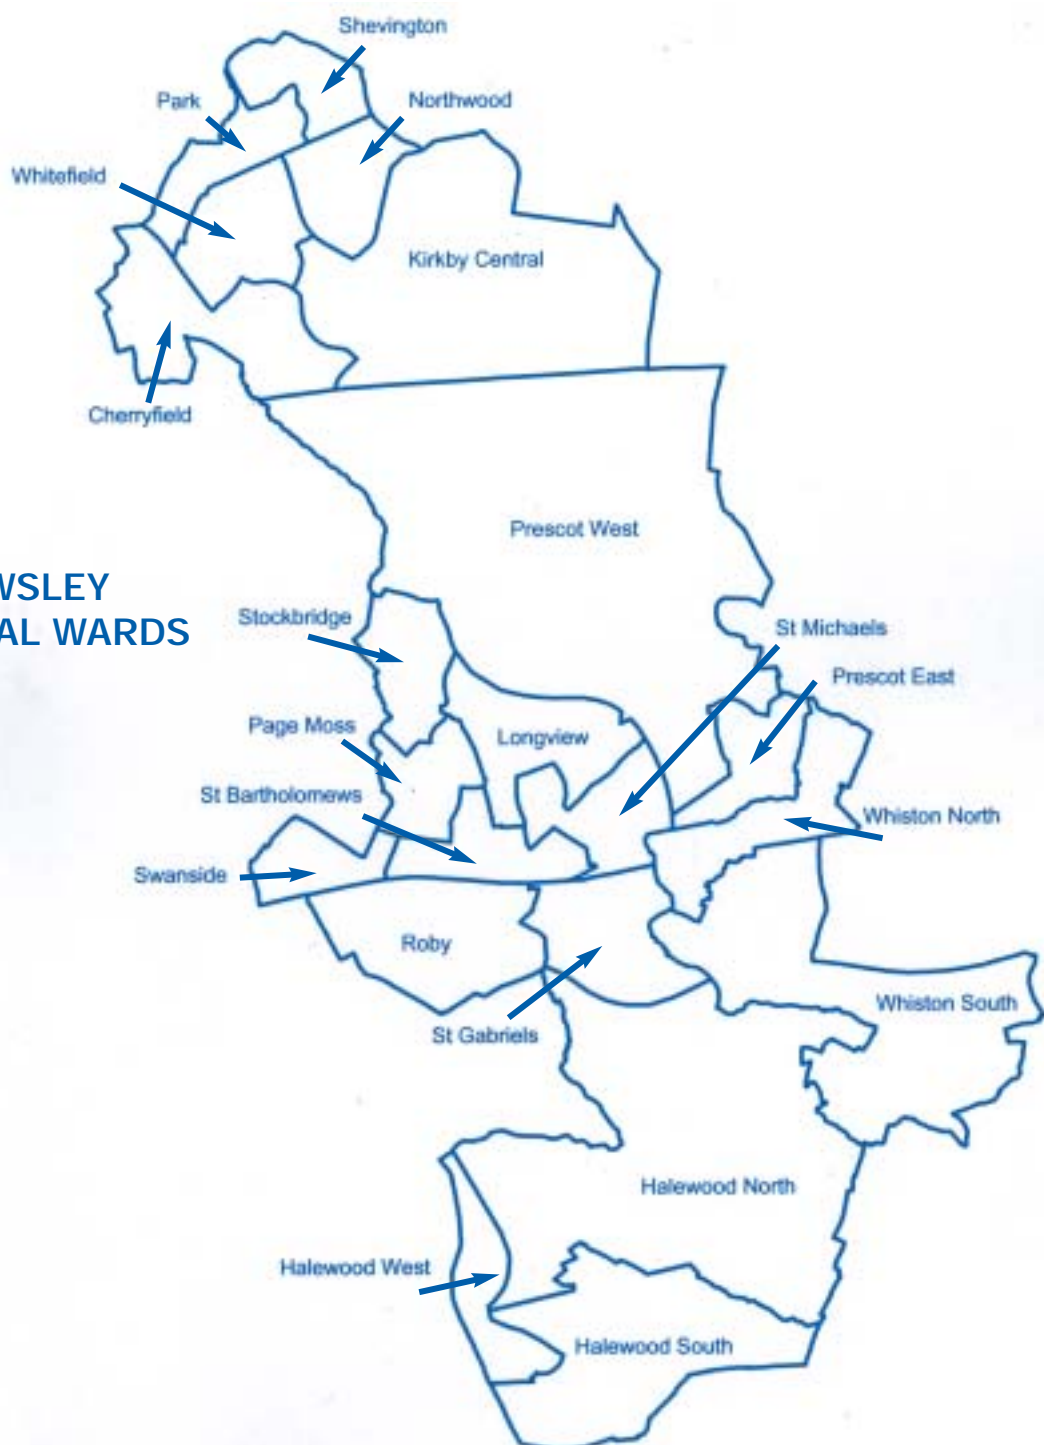 Shevington
Park
Northwood
Whitefield
Kirkby Central
Cherryfield
Prescot West
WSLEY
AL WARDS
Stockbridge
St Michaels
Prescot East
Page Moss
Longview
St Bartholomews
Whiston North
Swanside
Roby
Whiston South
St Gabriels
Halewood North
Halewood West
Halewood South